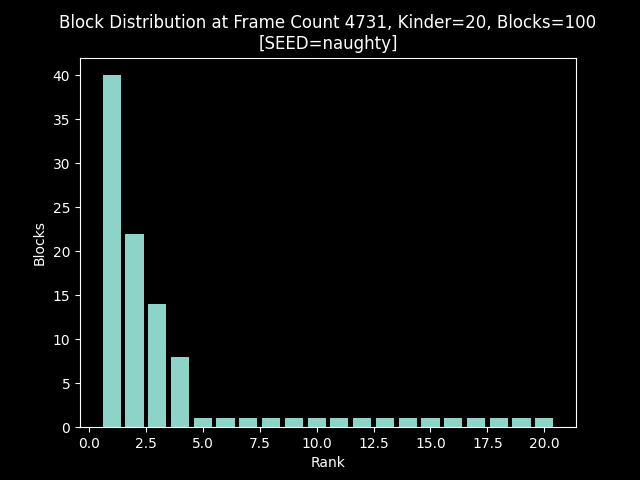 Block Distribution at Frame Count 4731, Kinder=20, Blocks=100
[SEED=naughty]
40
35
30
25
20
15
10
5
0
Blocks
0.0 2.5 5.0 7.5 10.0 12.5 15.0 17.5 20.0
Rank